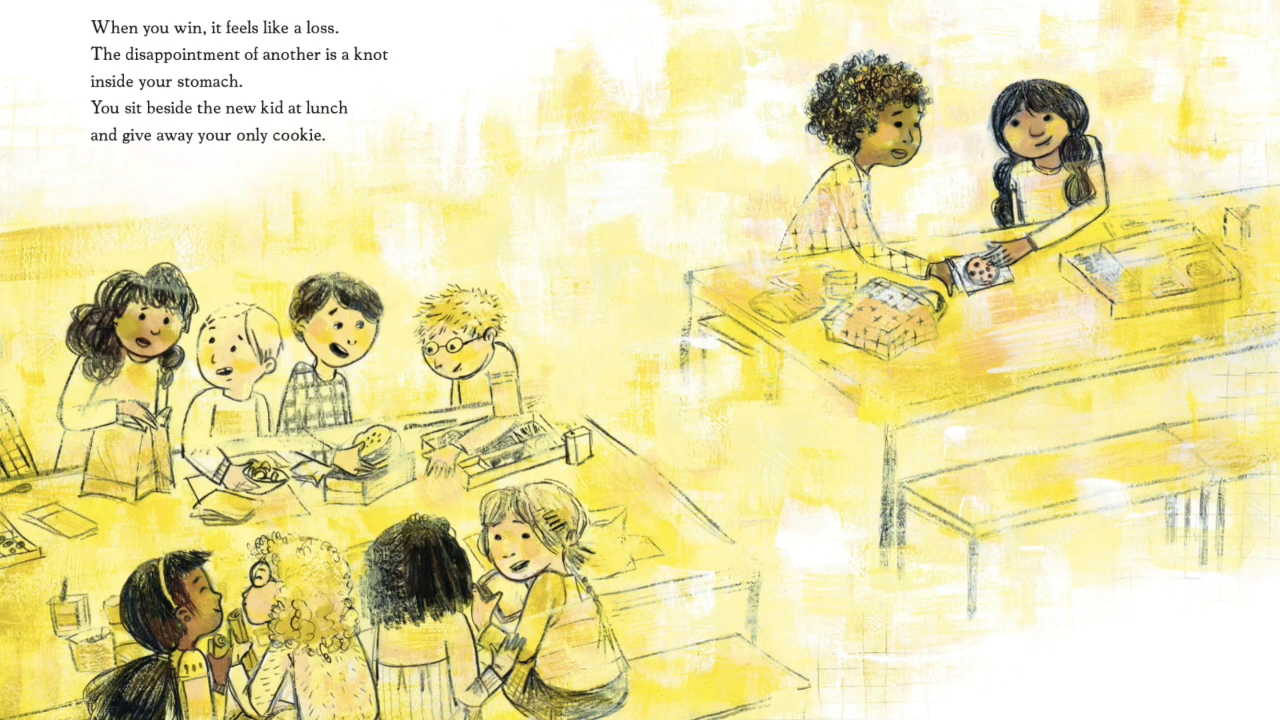 When you win, it feels like a loss.
The disappointment of another is a knot
inside your stomach.
You sit beside the new kid at lunch
and give away your only cookie.